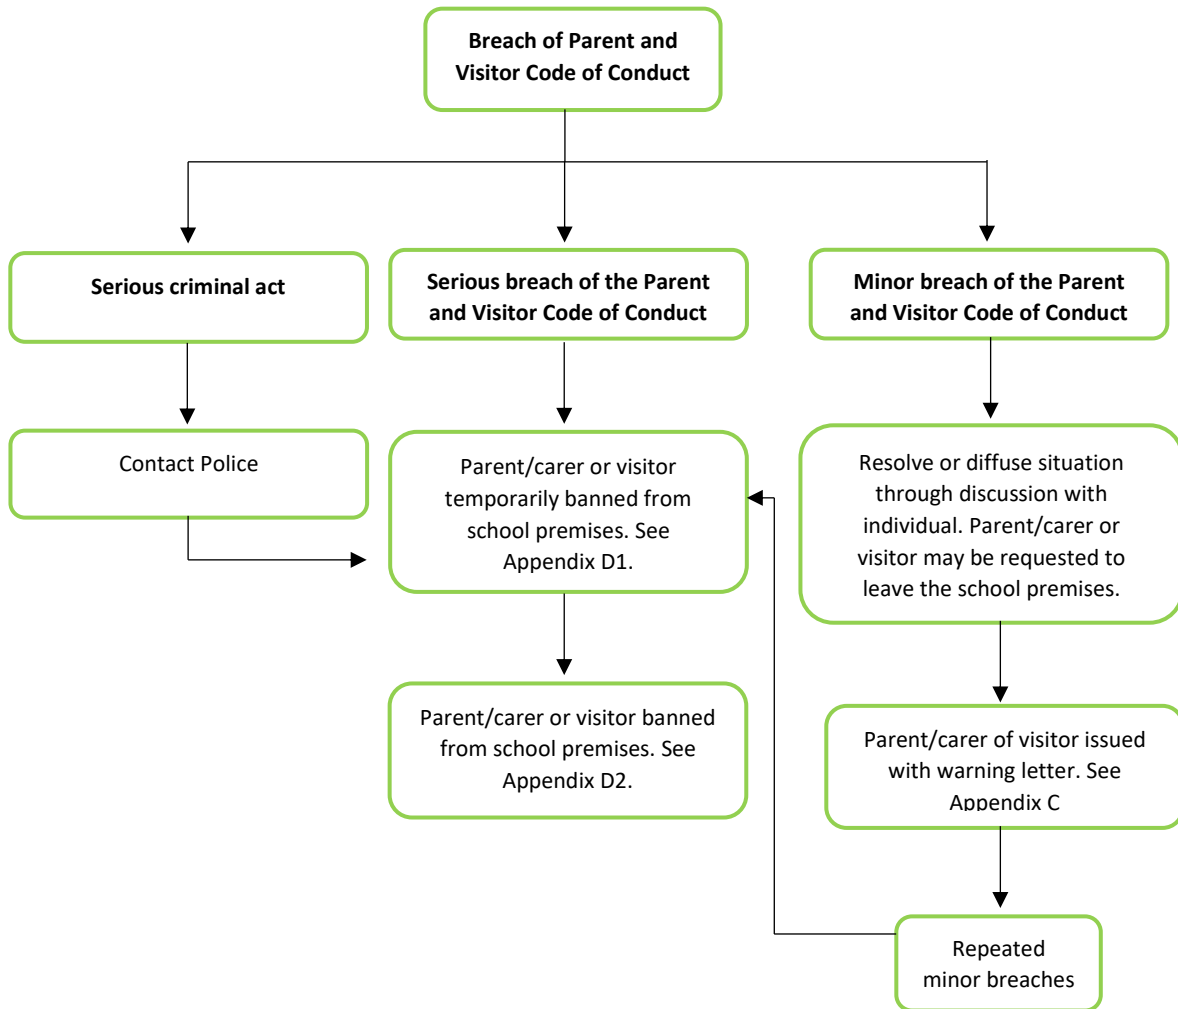 Breach of Parent and
Visitor Code of Conduct
Serious criminal act
Serious breach of the Parent
and Visitor Code of Conduct
Minor breach of the Parent
and Visitor Code of Conduct
Contact Police
Parent/carer or visitor
temporarily banned from
school premises. See
Appendix D1.
Resolve or diffuse situation
through discussion with
individual. Parent/carer or
visitor may be requested to
leave the school premises.
Parent/carer or visitor banned
from school premises. See
Appendix D2.
Parent/carer of visitor issued
with warning letter. See
Appendix C
Repeated
minor breaches